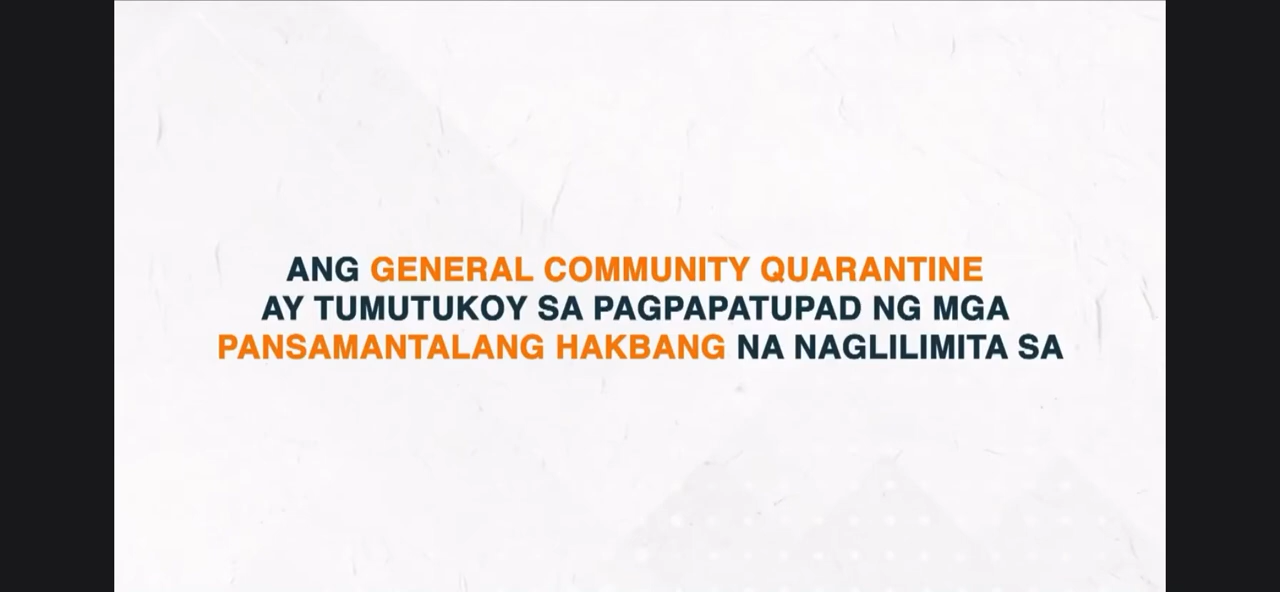 ANG GENERAL COMMUNITY QUARANTINE
AY TUMUTUKOY SA PAGPAPATUPAD NG MGA
PANSAMANTALANG HAKBANG NA NAGLILIMITA SA